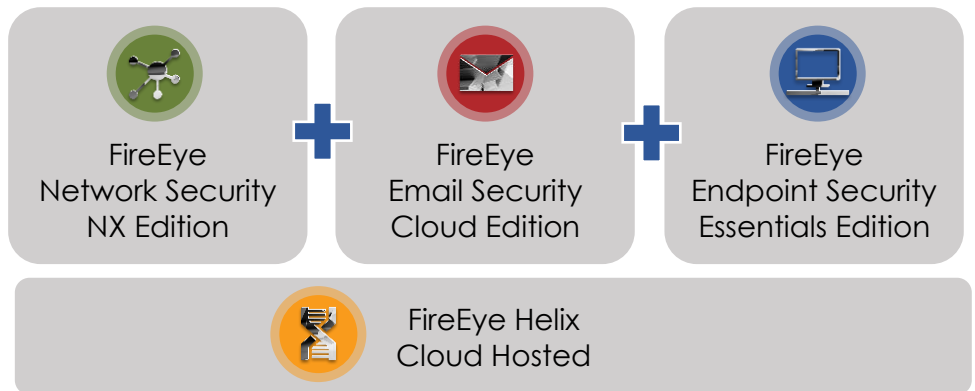 FireEye
Network Security
NX Edition
FireEye
Email Security
Cloud Edition
FireEye
Endpoint Security
Essentials Edition
FireEye Helix
Cloud Hosted